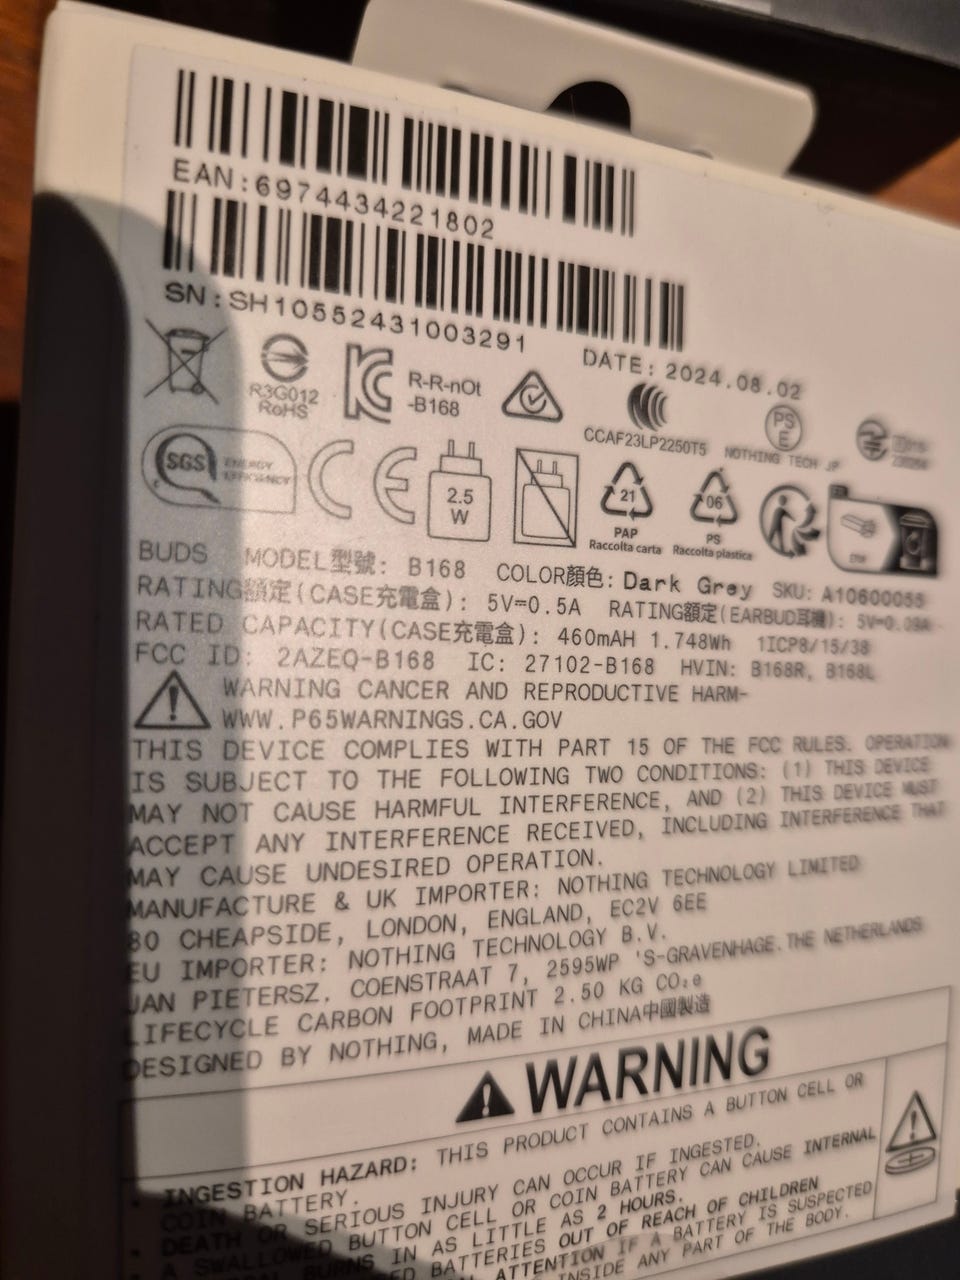 EAN:6974434221802
SN:SH10552431003291
DATE: 2024.08.02
R3G012
RoHS
R-R-nOt
-B168
CCAF23LP2250T5
PS
E
NOTHING TECH JP
SGS
ENERGY
EFFICIENCY
CE
2.5
W
21
PAP
Raccolta carta
06
PS
Raccolta plastica
BUDS MODEL型號: B168 COLOR顏色: Dark Grey SKU: A10600055
RATING額定(CASE充電盒): 5V⎓0.5A RATING額定(EARBUD耳機):
RATED CAPACITY(CASE充電盒): 460mAH 1.748Wh 1ICP8/15/38
FCC ID: 2AZEQ-B168 IC: 27102-B168 HVIN: B168R, B168L
WARNING CANCER AND REPRODUCTIVE HARM-
WWW.P65WARNINGS.CA.GOV
THIS DEVICE COMPLIES WITH PART 15 OF THE FCC RULES. OPERATION
IS SUBJECT TO THE FOLLOWING TWO CONDITIONS: (1) THIS DEVICE
MAY NOT CAUSE HARMFUL INTERFERENCE, AND (2) THIS DEVICE MUST
ACCEPT ANY INTERFERENCE RECEIVED, INCLUDING INTERFERENCE THAT
MAY CAUSE UNDESIRED OPERATION.
MANUFACTURE & UK IMPORTER: NOTHING TECHNOLOGY LIMITED
80 CHEAPSIDE, LONDON, ENGLAND, EC2V 6EE
EU IMPORTER: NOTHING TECHNOLOGY B.V.
JAN PIETERSZ. COENSTRAAT 7, 2595WP 'S-GRAVENHAGE.THE NETHERLANDS
LIFECYCLE CARBON FOOTPRINT 2.50 KG CO₂e
DESIGNED BY NOTHING, MADE IN CHINA中國製造
WARNING
• INGESTION HAZARD: THIS PRODUCT CONTAINS A BUTTON CELL OR
COIN BATTERY.
• DEATH OR SERIOUS INJURY CAN OCCUR IF INGESTED.
• A SWALLOWED BUTTON CELL OR COIN BATTERY CAN CAUSE INTERNAL
BURNS IN AS LITTLE AS 2 HOURS.
BATTERIES OUT OF REACH OF CHILDREN
ATTENTION IF A BATTERY IS SUSPECTED
INSIDE ANY PART OF THE BODY.